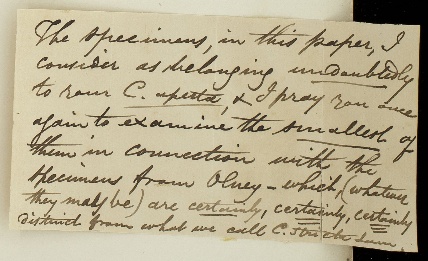 The specimens, in this paper, I
consider as belonging undoubtedly
to your C. aperta, & I pray you once
again to examine the smallest of
them in connection with the
specimens from Olney - which, (whatever
they may be) are certainly, certainly, certainly
distinct from what we call C.